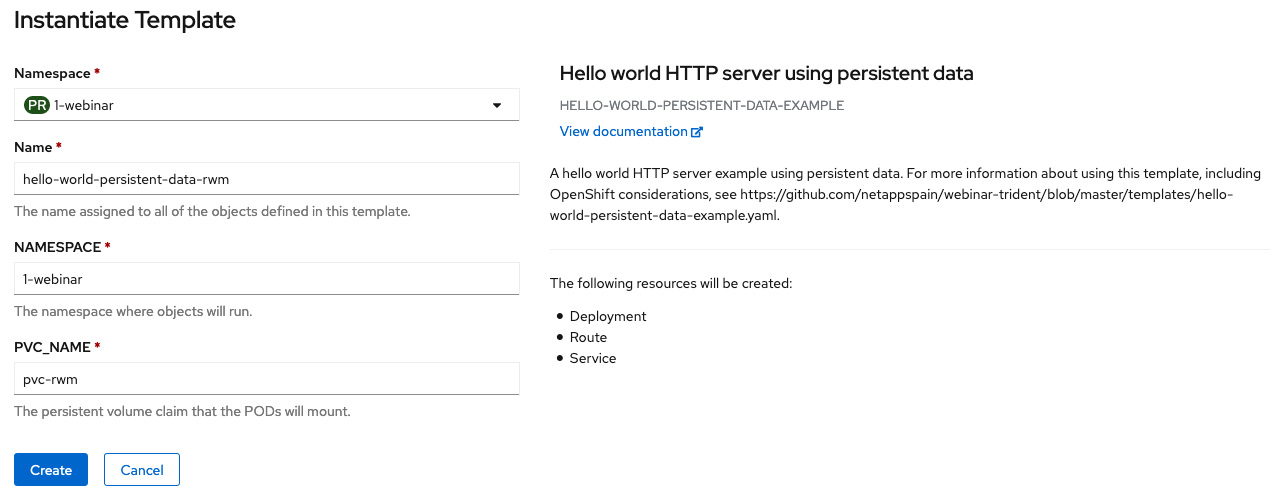 Instantiate Template
Namespace *
PR 1-webinar
Name *
hello-world-persistent-data-rwm
The name assigned to all of the objects defined in this template.
NAMESPACE *
1-webinar
The namespace where objects will run.
PVC_NAME *
pvc-rwm
The persistent volume claim that the PODs will mount.
Create Cancel
Hello world HTTP server using persistent data
HELLO-WORLD-PERSISTENT-DATA-EXAMPLE
View documentation
A hello world HTTP server example using persistent data. For more information about using this template, including
OpenShift considerations, see https://github.com/netappspain/webinar-trident/blob/master/templates/hello-
world-persistent-data-example.yaml.
The following resources will be created:
• Deployment
• Route
• Service